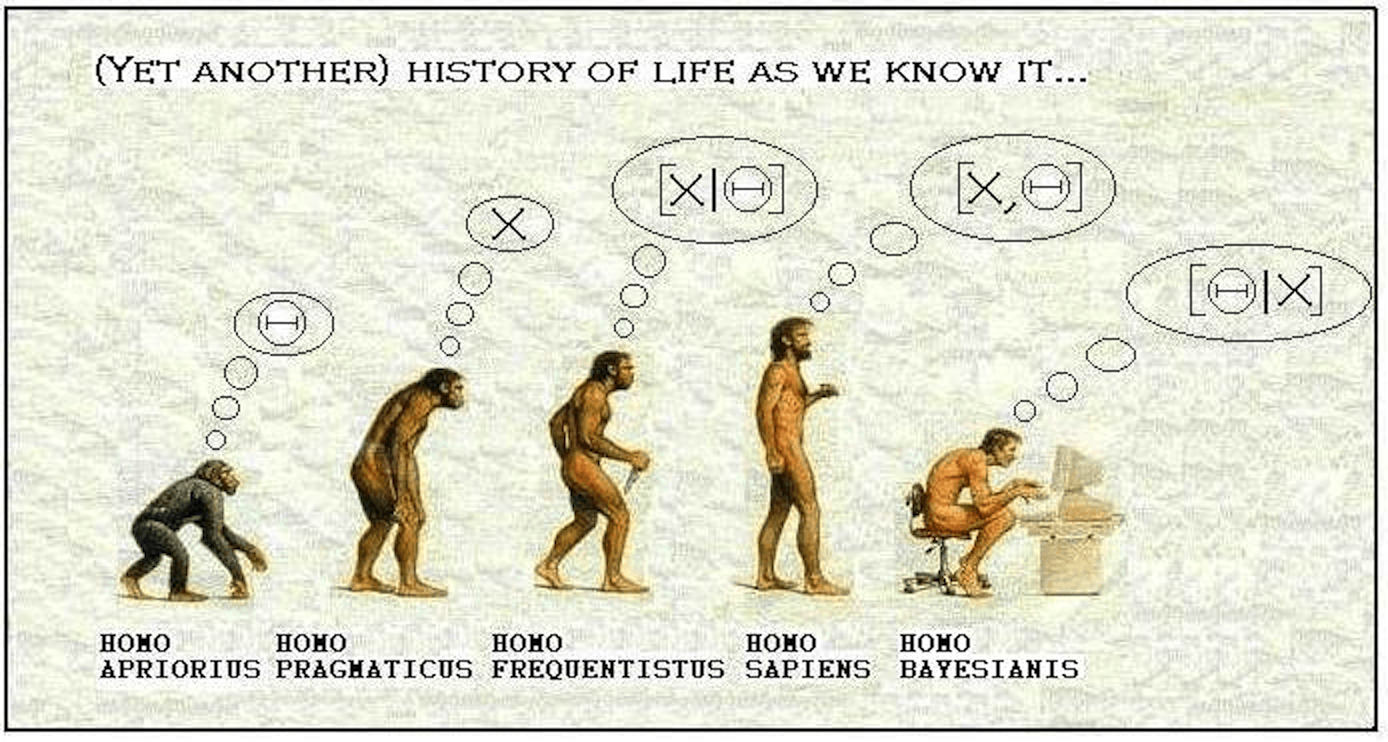 (YET ANOTHER) HISTORY OF LIFE AS WE KNOW IT...
Θ
X
[X|Θ]
[X,Θ]
[Θ|X]
HOMO
APRIORIUS
HOMO
PRAGMATICUS
HOMO
FREQUENTISTUS
HOMO
SAPIENS
HOMO
BAYESIANIS